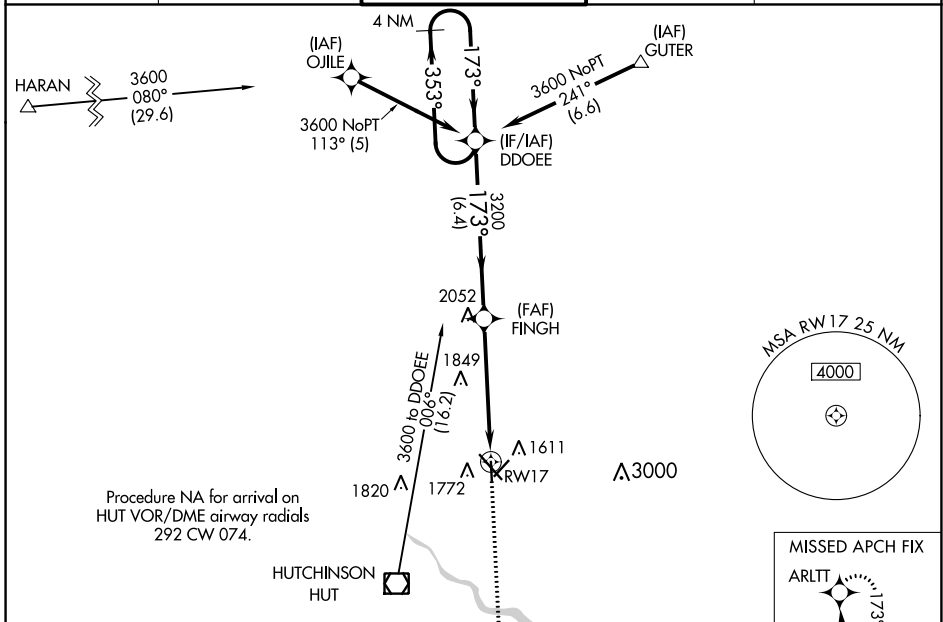 4 NM
(IAF)
OJILE
(IAF)
GUTER
HARAN
3600
080°
(29.6)
173°
353°
3600 NoPT
241°
(6.6)
3600 NoPT
113° (5)
(IF/IAF)
DDOEE
3200
173°
(6.4)
2052
(FAF)
FINGH
MSA RW17 25 NM
4000
1849
3600 to DDOEE
006°
(16.2)
1611
1820
1772
RW17
3000
Procedure NA for arrival on
HUT VOR/DME airway radials
292 CW 074.
HUTCHINSON
HUT
MISSED APCH FIX
ARLTT
173°